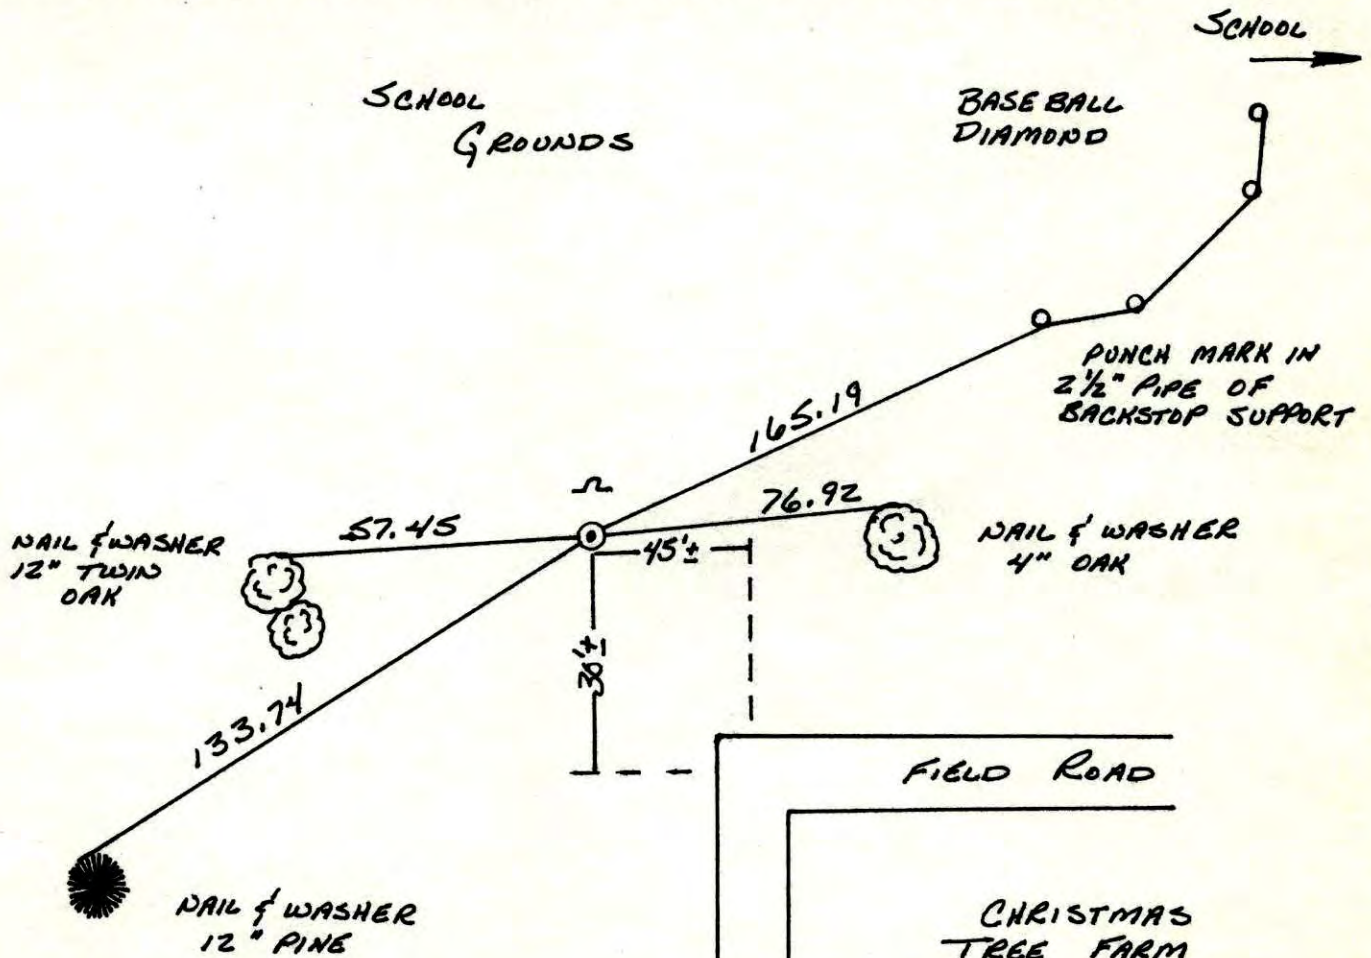 SCHOOL
SCHOOL
GROUNDS
BASEBALL
DIAMOND
PUNCH MARK IN
2 1/2" PIPE OF
BACKSTOP SUPPORT
165.19
76.92
57.45
45'±
NAIL & WASHER
12" TWIN
OAK
NAIL & WASHER
4" OAK
30'±
133.74
FIELD ROAD
NAIL & WASHER
12" PINE
CHRISTMAS
TREE FARM